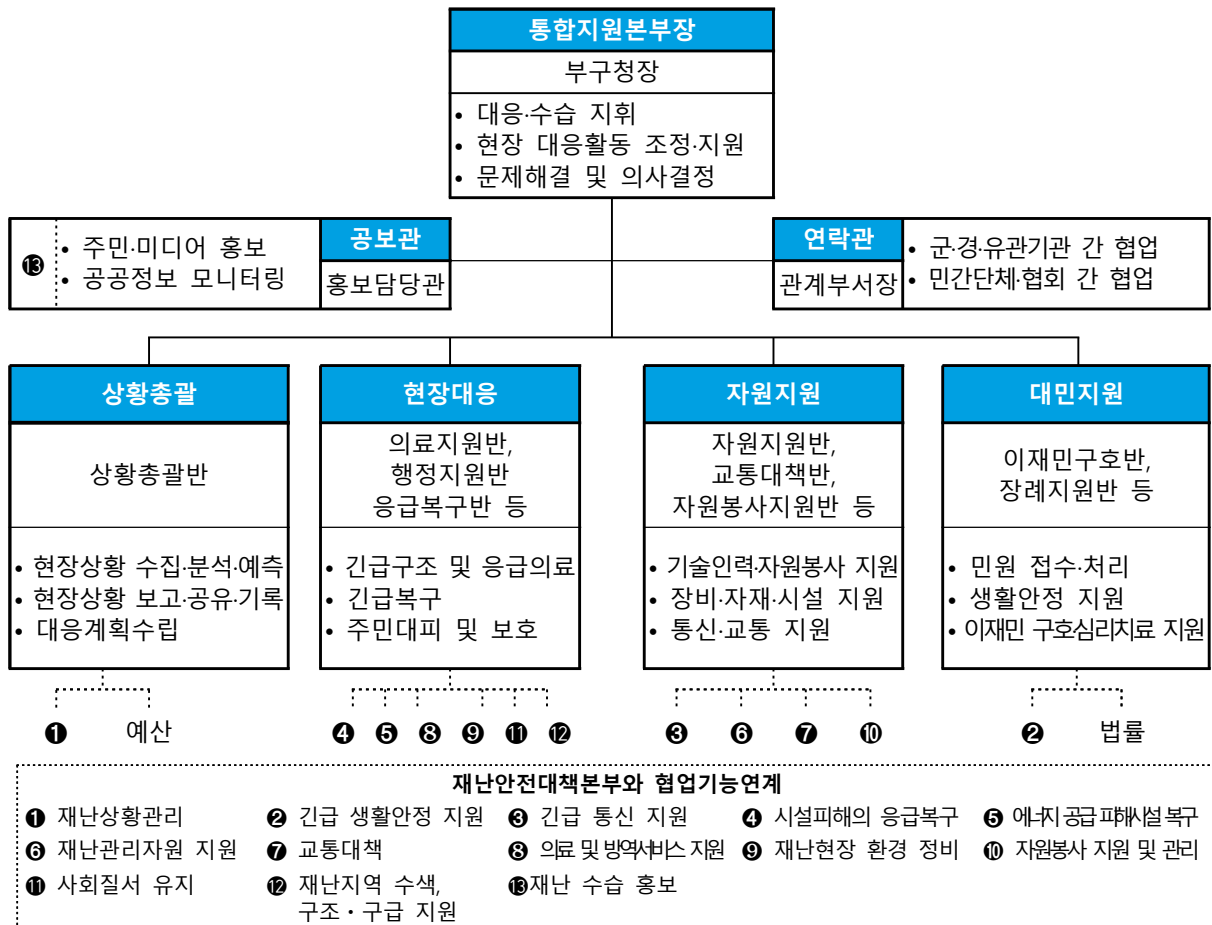 통합지원본부장
부구청장
• 대응·수습 지휘
• 현장 대응활동 조정·지원
• 문제해결 및 의사결정
⓭
• 주민·미디어 홍보
• 공공정보 모니터링
공보관
홍보담당관
연락관
관계부서장
• 군·경·유관기관 간 협업
• 민간단체·협회 간 협업
상황총괄
상황총괄반
• 현장상황 수집·분석·예측
• 현장상황 보고·공유·기록
• 대응계획수립
❶ 예산
현장대응
의료지원반,
행정지원반
응급복구반 등
• 긴급구조 및 응급의료
• 긴급복구
• 주민대피 및 보호
❹ ❺ ❽ ❾ ⓫ ⓬
자원지원
자원지원반,
교통대책반,
자원봉사지원반 등
• 기술인력·자원봉사 지원
• 장비·자재·시설 지원
• 통신·교통 지원
❸ ❻ ❼ ❿
대민지원
이재민구호반,
장례지원반 등
• 민원 접수·처리
• 생활안정 지원
• 이재민 구호·심리치료 지원
❷ 법률
재난안전대책본부와 협업기능연계
❶ 재난상황관리 ❷ 긴급 생활안정 지원 ❸ 긴급 통신 지원 ❹ 시설피해의 응급복구 ❺ 에너지 공급 피해시설 복구
❻ 재난관리자원 지원 ❼ 교통대책 ❽ 의료 및 방역서비스 지원 ❾ 재난현장 환경 정비 ❿ 자원봉사 지원 및 관리
⓫ 사회질서 유지 ⓬ 재난지역 수색, ⓭재난 수습 홍보
구조·구급 지원